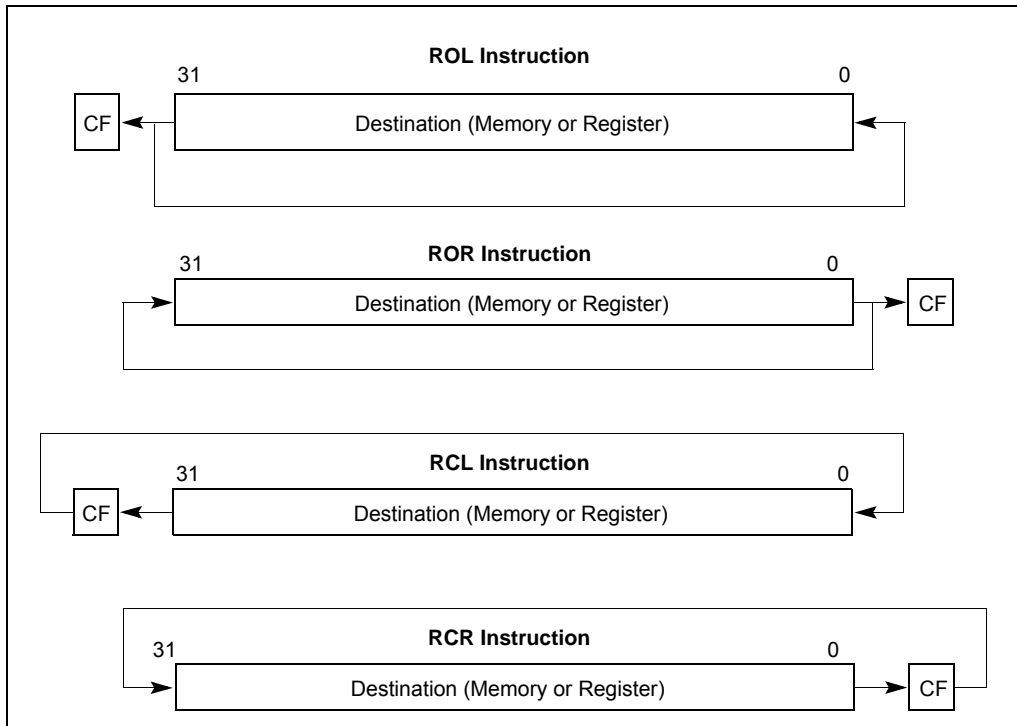 ROL Instruction
31 0
CF Destination (Memory or Register)
ROR Instruction
31 0
Destination (Memory or Register) CF
RCL Instruction
31 0
CF Destination (Memory or Register)
RCR Instruction
31 0
Destination (Memory or Register) CF